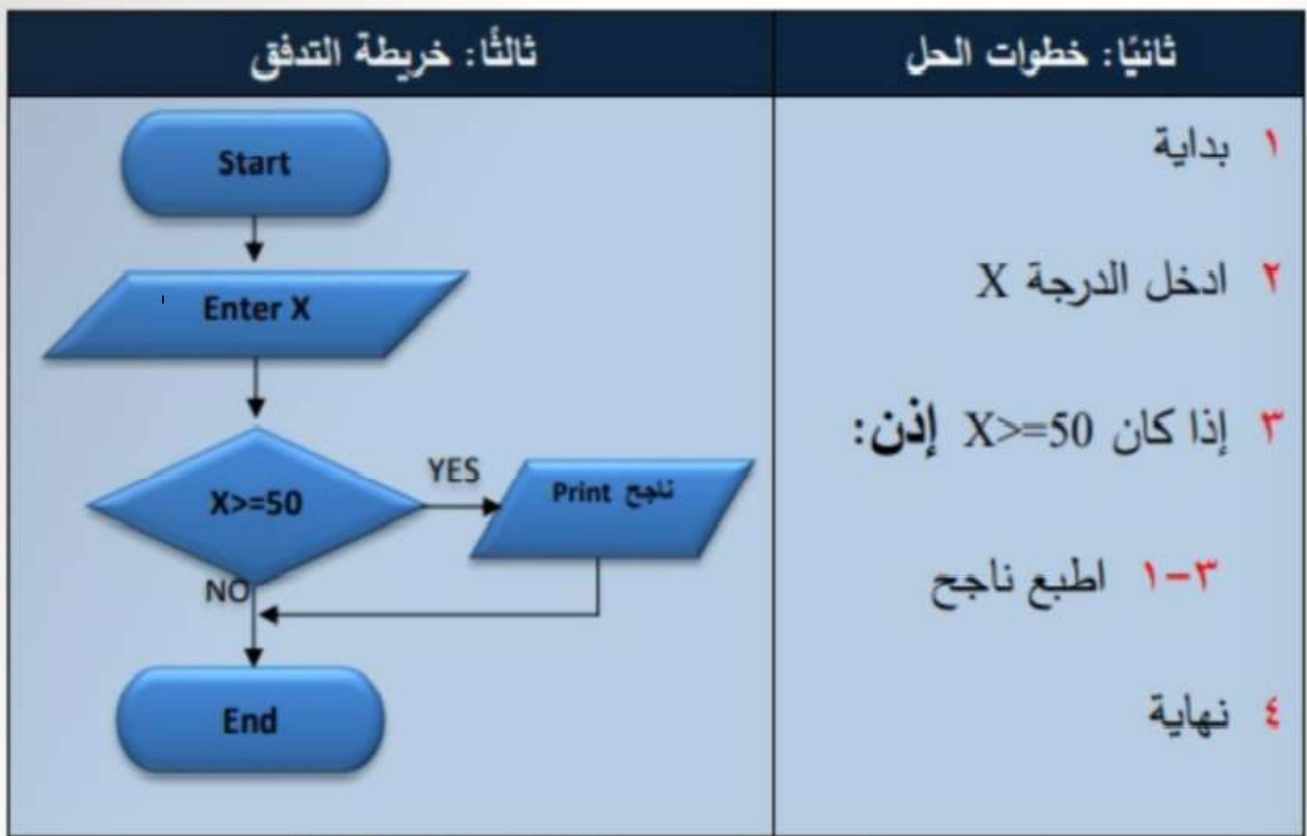 ثانيًا: خطوات الحل
١ بداية
٢ ادخل الدرجة X
٣ إذا كان X>=50 إذن:
٣-١ اطبع ناجح
٤ نهاية
ثالثًا: خريطة التدفق
Start
Enter X
X>=50
YES
Print ناجح
NO
End